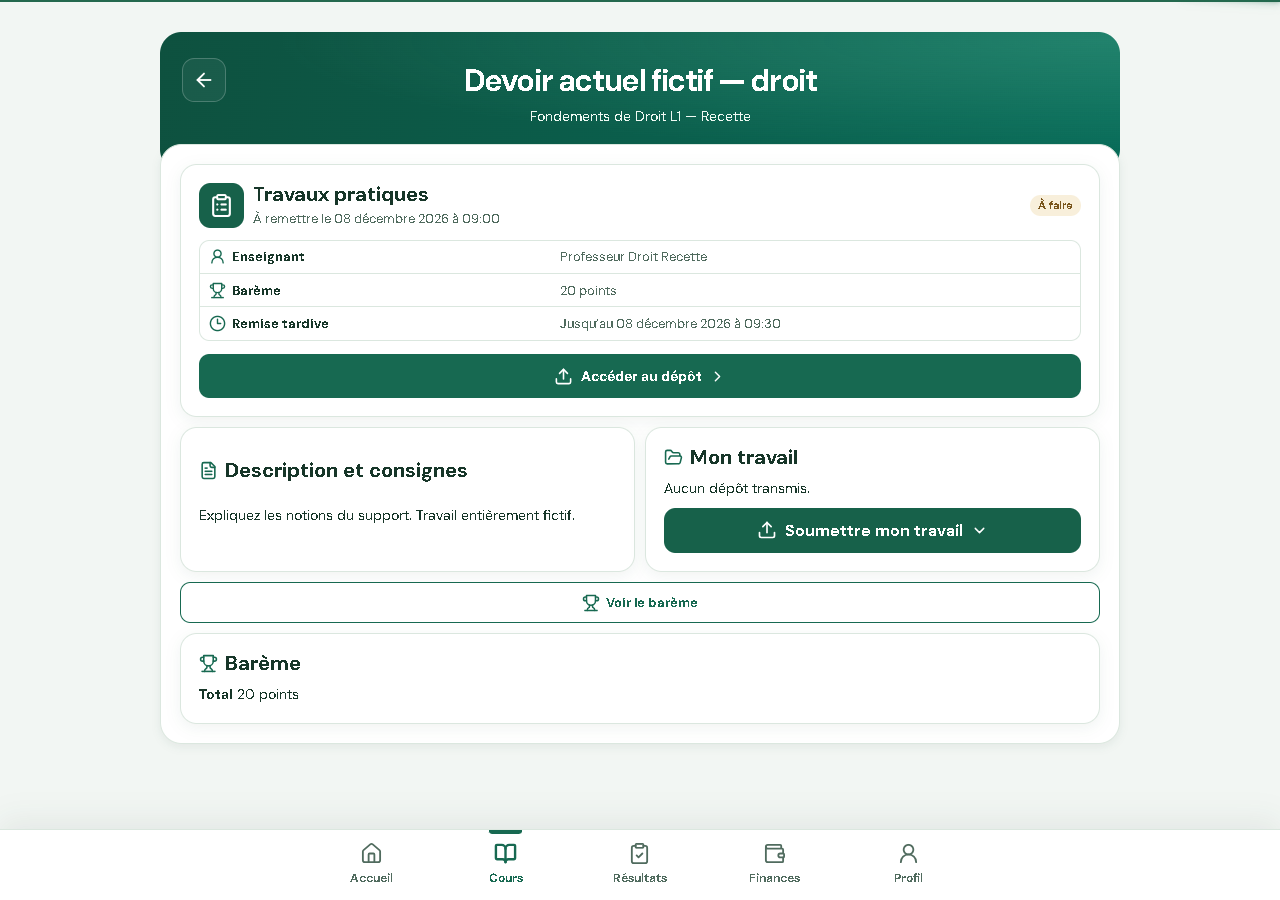 Devoir actuel fictif — droit
Fondements de Droit L1 — Recette
Travaux pratiques
À remettre le 08 décembre 2026 à 09:00
À faire
Enseignant Professeur Droit Recette
Barème 20 points
Remise tardive Jusqu'au 08 décembre 2026 à 09:30
Accéder au dépôt
Description et consignes
Expliquez les notions du support. Travail entièrement fictif.
Mon travail
Aucun dépôt transmis.
Soumettre mon travail
Voir le barème
Barème
Total 20 points
Accueil
Cours
Résultats
Finances
Profil